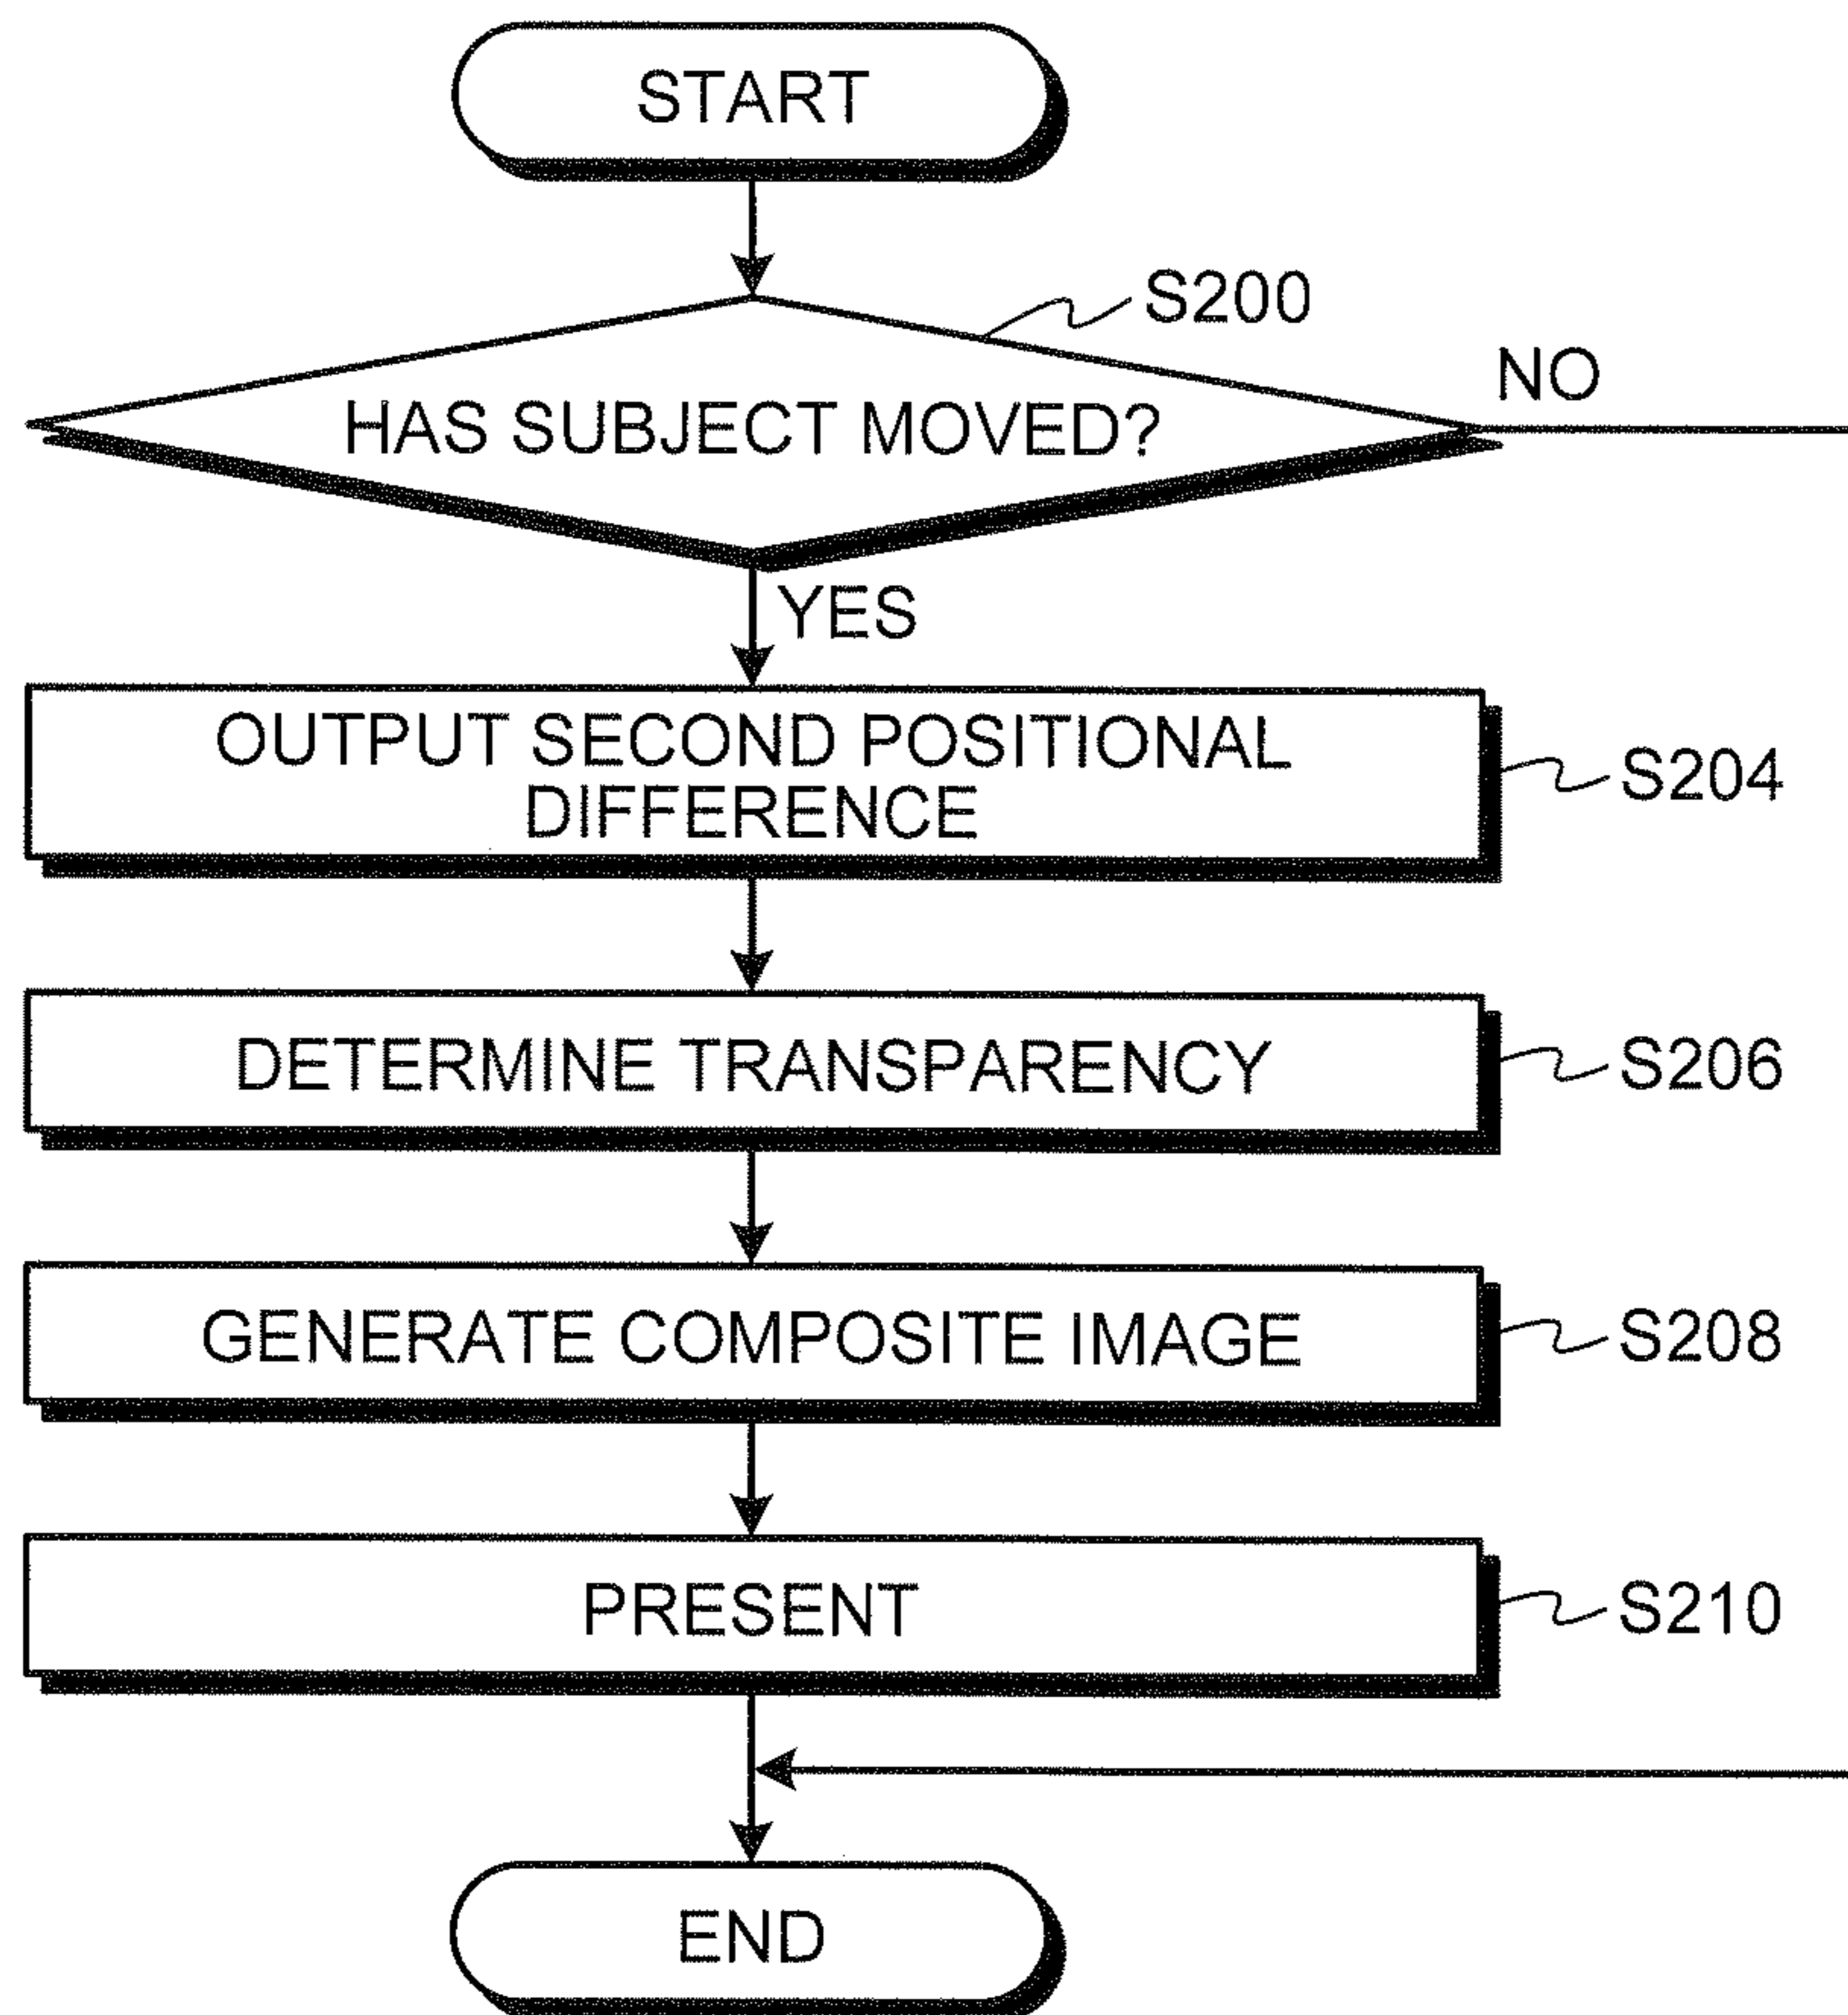 START
S200
NO
HAS SUBJECT MOVED?
YES
OUTPUT SECOND POSITIONAL
DIFFERENCE
S204
DETERMINE TRANSPARENCY
S206
GENERATE COMPOSITE IMAGE
S208
PRESENT
S210
END